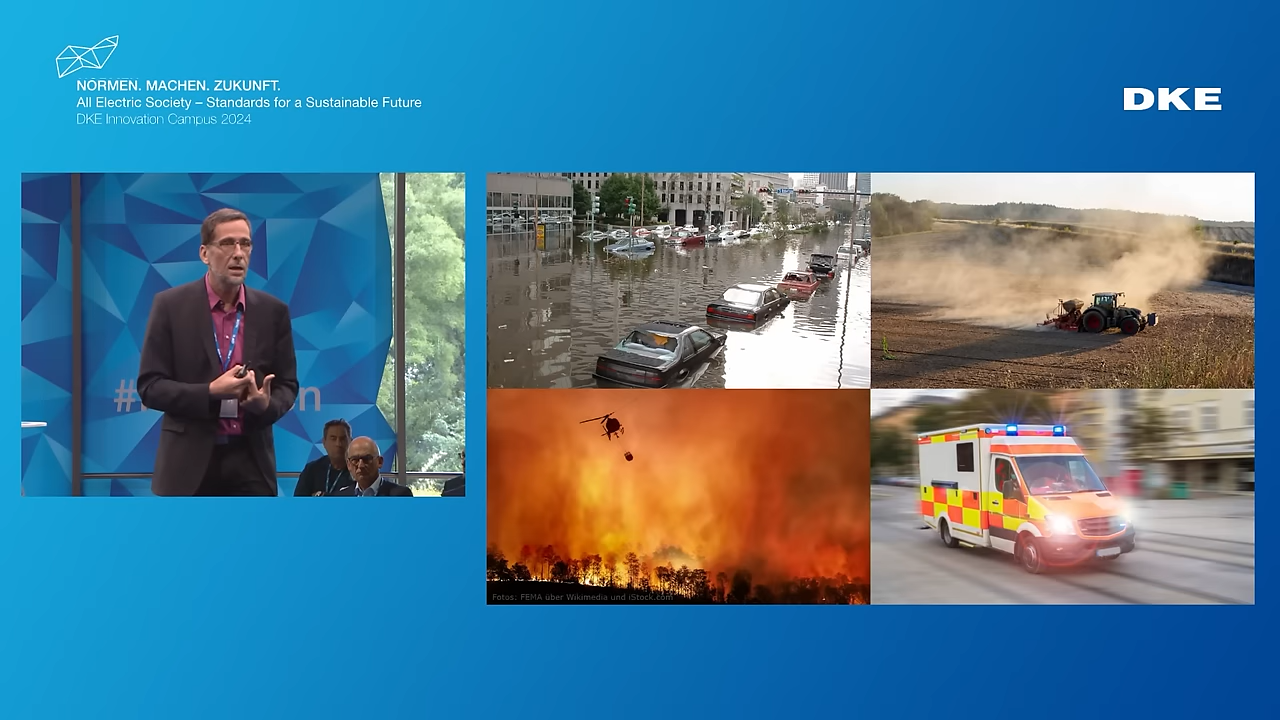 NORMEN. MACHEN. ZUKUNFT.
All Electric Society – Standards for a Sustainable Future
DKE Innovation Campus 2024
DKE
Fotos: FEMA über Wikimedia und iStock.com